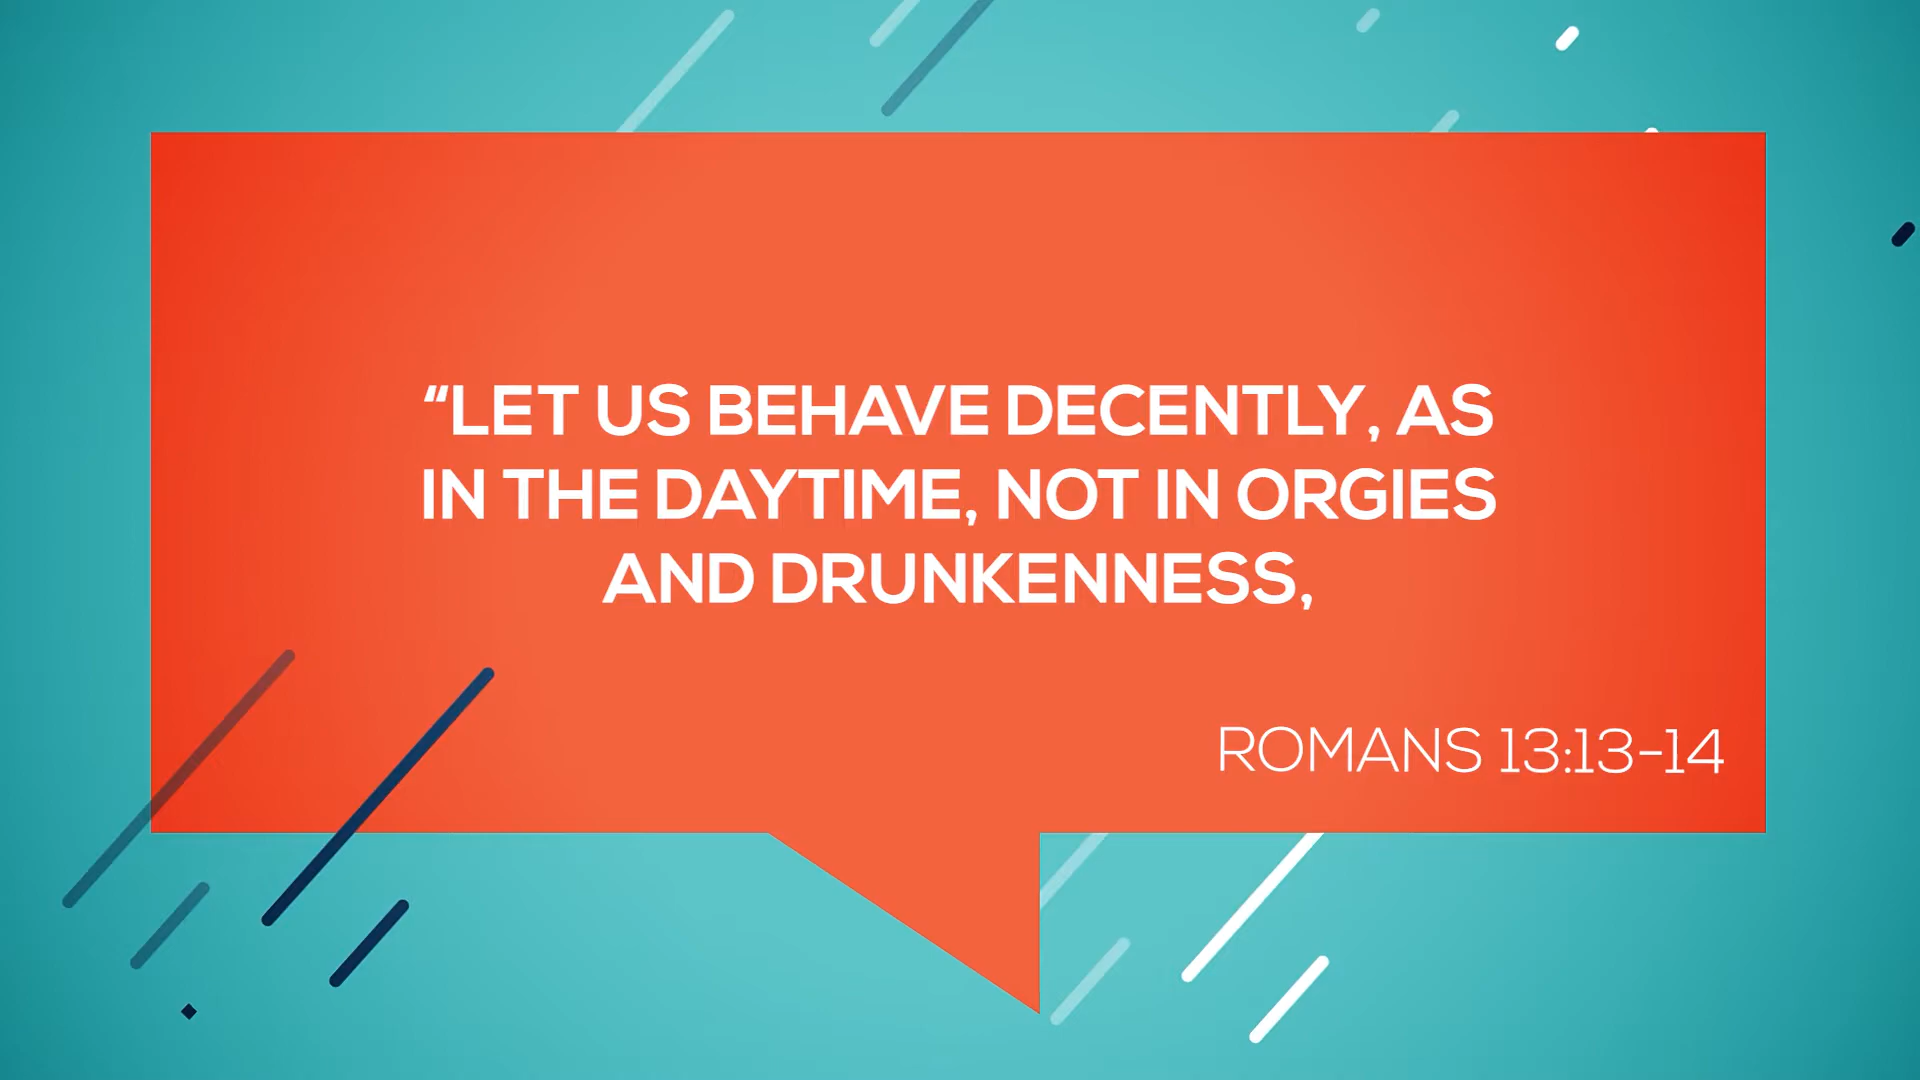 “LET US BEHAVE DECENTLY, AS
IN THE DAYTIME, NOT IN ORGIES
AND DRUNKENNESS,
ROMANS 13:13-14